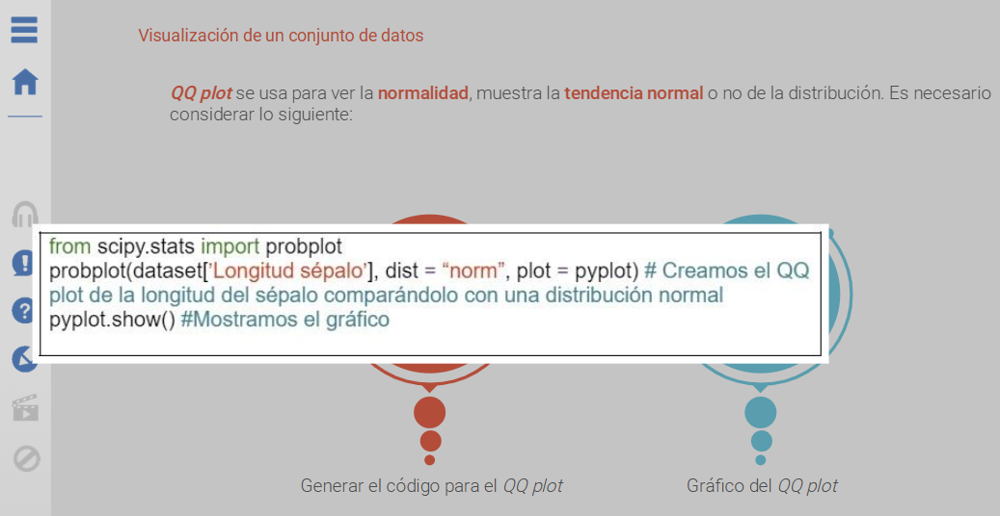 Visualización de un conjunto de datos
QQ plot se usa para ver la normalidad, muestra la tendencia normal o no de la distribución. Es necesario
considerar lo siguiente:
from scipy.stats import probplot
probplot(dataset['Longitud sépalo'], dist = “norm”, plot = pyplot) # Creamos el QQ
plot de la longitud del sépalo comparándolo con una distribución normal
pyplot.show() #Mostramos el gráfico
Generar el código para el QQ plot
Gráfico del QQ plot